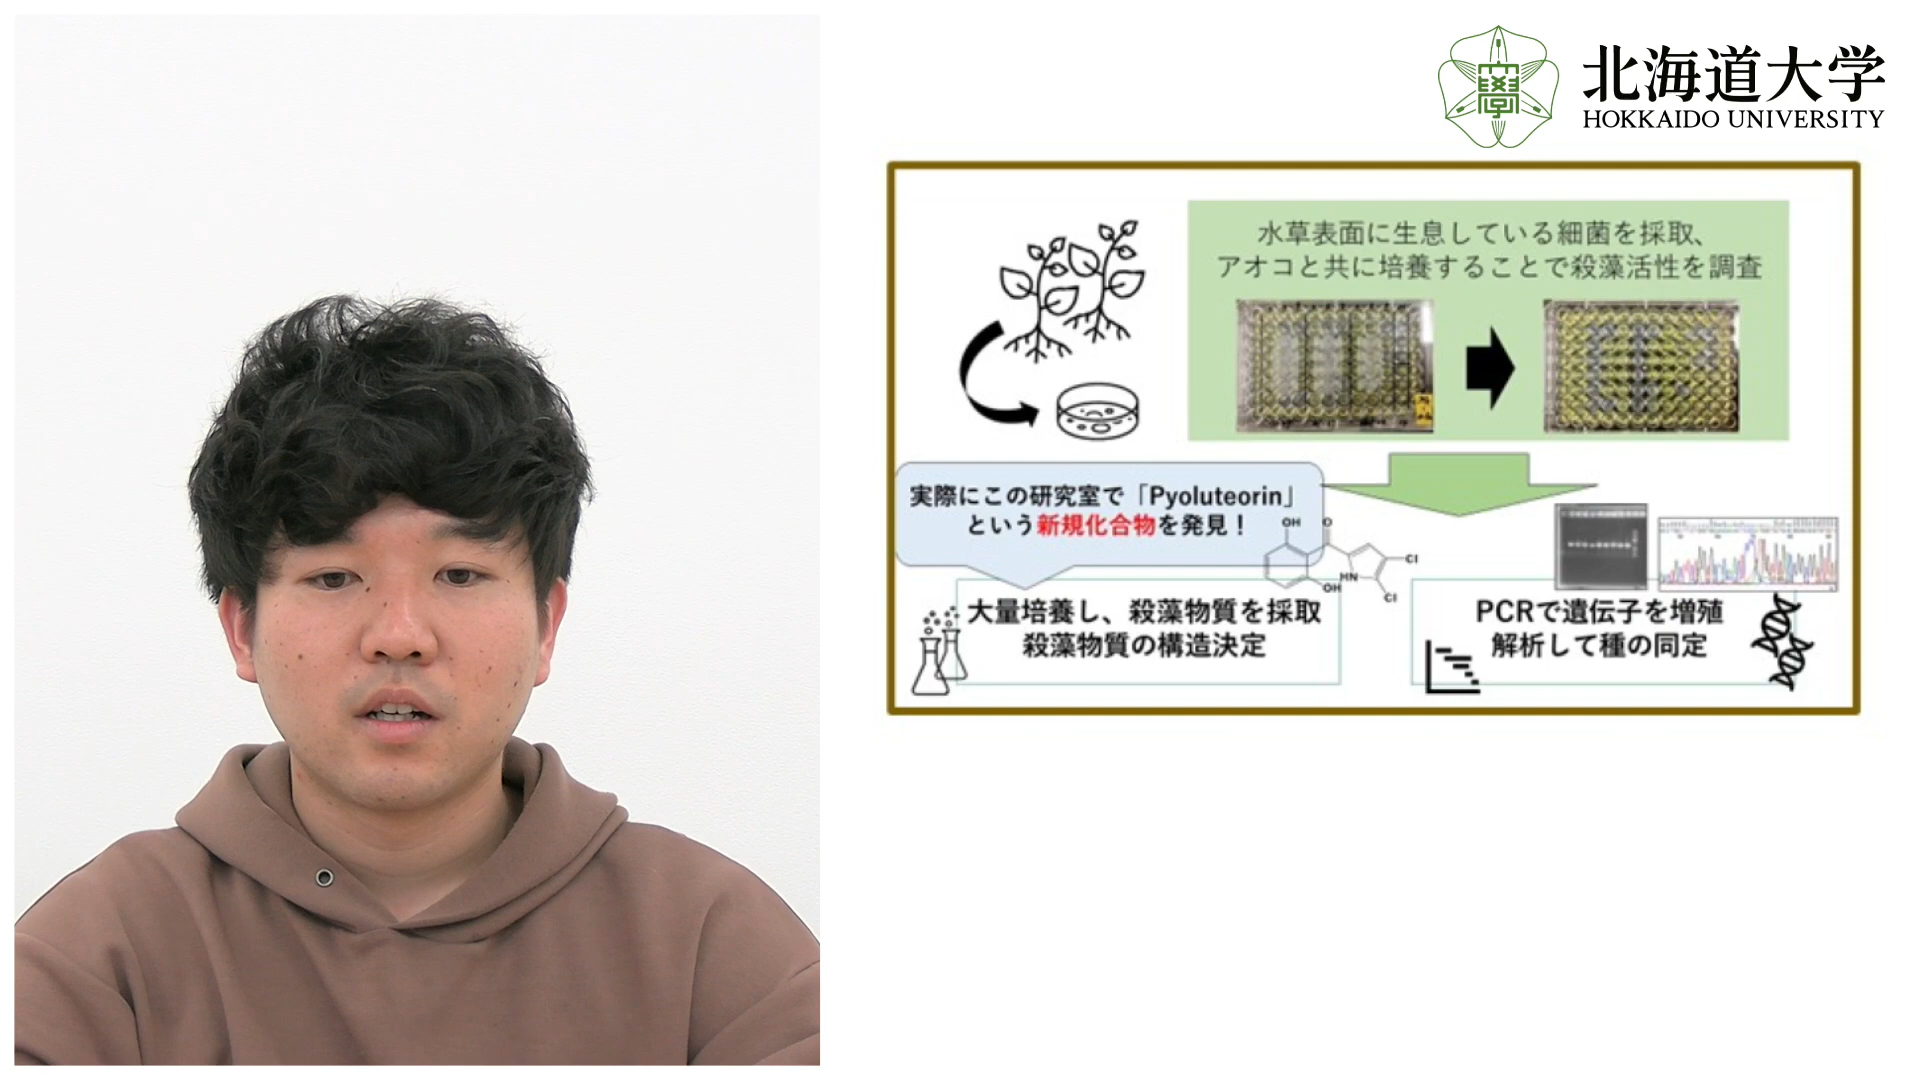 北海道大学
HOKKAIDO UNIVERSITY
水草表面に生息している細菌を採取、
アオコと共に培養することで殺藻活性を調査
実際にこの研究室で「Pyoluteorin」
という新規化合物を発見！
OH
O
Cl
HN
OH
Cl
大量培養し、殺藻物質を採取
殺藻物質の構造決定
PCRで遺伝子を増殖
解析して種の同定